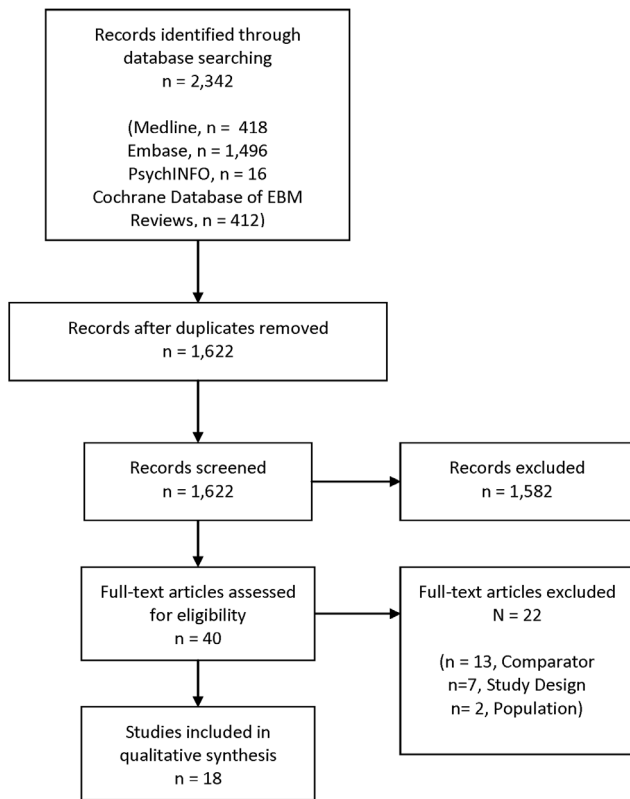 Records identified through
database searching
n = 2,342
(Medline, n = 418
Embase, n = 1,496
PsychINFO, n = 16
Cochrane Database of EBM
Reviews, n = 412)
Records after duplicates removed
n = 1,622
Records screened
n = 1,622
Records excluded
n = 1,582
Full-text articles assessed
for eligibility
n = 40
Full-text articles excluded
N = 22
(n = 13, Comparator
n=7, Study Design
n= 2, Population)
Studies included in
qualitative synthesis
n = 18